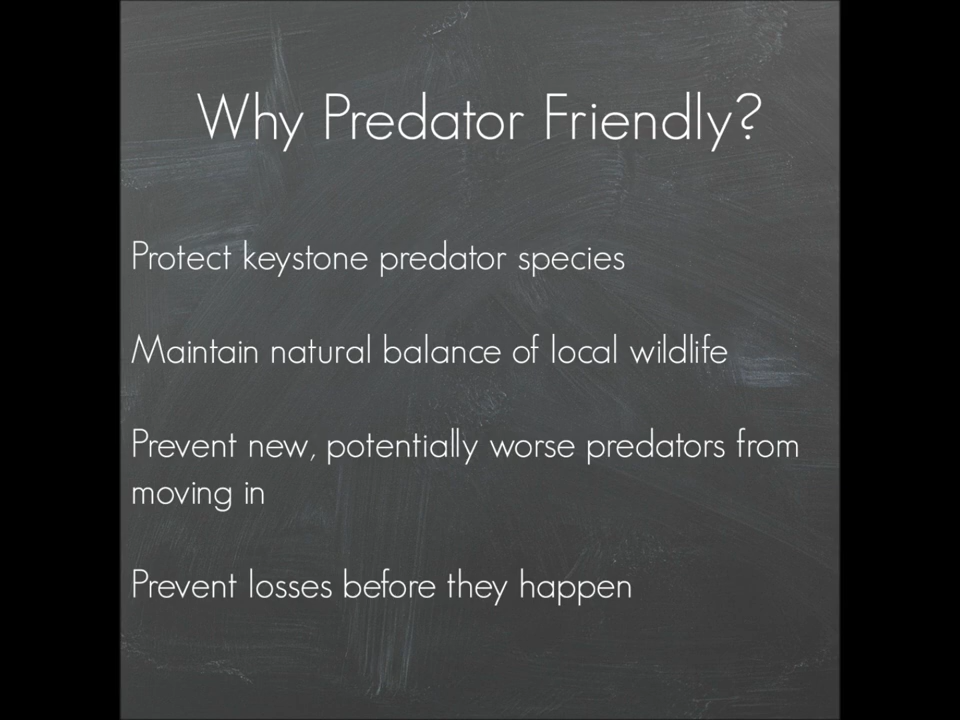 Why Predator Friendly?
Protect keystone predator species
Maintain natural balance of local wildlife
Prevent new, potentially worse predators from
moving in
Prevent losses before they happen